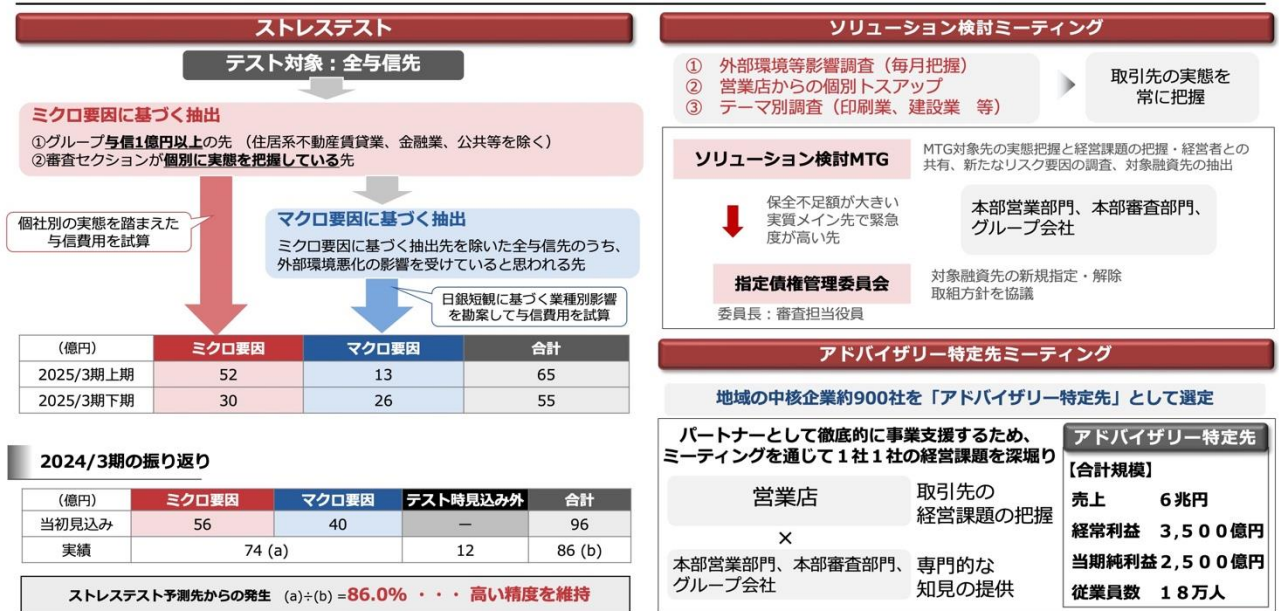 ストレステスト
テスト対象:全与信先
ミクロ要因に基づく抽出
①グループ与信1億円以上の先 (住居系不動産賃貸業、金融業、公共等を除く)
②審査セクションが個別に実態を把握している先
個社別の実態を踏まえた
与信費用を試算
マクロ要因に基づく抽出
ミクロ要因に基づく抽出先を除いた全与信先のうち、
外部環境悪化の影響を受けていると思われる先
日銀短観に基づく業種別影響
を勘案して与信費用を試算
(億円) ミクロ要因 マクロ要因 合計
2025/3期上期 52 13 65
2025/3期下期 30 26 55
2024/3期の振り返り
(億円) ミクロ要因 マクロ要因 テスト時見込み外 合計
当初見込み 56 40 ― 96
実績 74 (a) 12 86 (b)
ストレステスト予測先からの発生 (a)÷(b) =86.0% ・・・ 高い精度を維持
ソリューション検討ミーティング
① 外部環境等影響調査(毎月把握)
② 営業店からの個別トスアップ
③ テーマ別調査(印刷業、建設業 等)
取引先の実態を
常に把握
ソリューション検討MTG
MTG対象先の実態把握と経営課題の把握・経営者との
共有、新たなリスク要因の調査、対象融資先の抽出
保全不足額が大きい
実質メイン先で緊急
度が高い先
本部営業部門、本部審査部門、
グループ会社
指定債権管理委員会
対象融資先の新規指定・解除
取組方針を協議
委員長:審査担当役員
アドバイザリー特定先ミーティング
地域の中核企業約900社を「アドバイザリー特定先」として選定
パートナーとして徹底的に事業支援するため、
ミーティングを通じて1社1社の経営課題を深堀り
営業店
取引先の
経営課題の把握
×
本部営業部門、本部審査部門、
グループ会社
専門的な
知見の提供
アドバイザリー特定先
【合計規模】
売上 6兆円
経常利益 3,500億円
当期純利益 2,500億円
従業員数 18万人